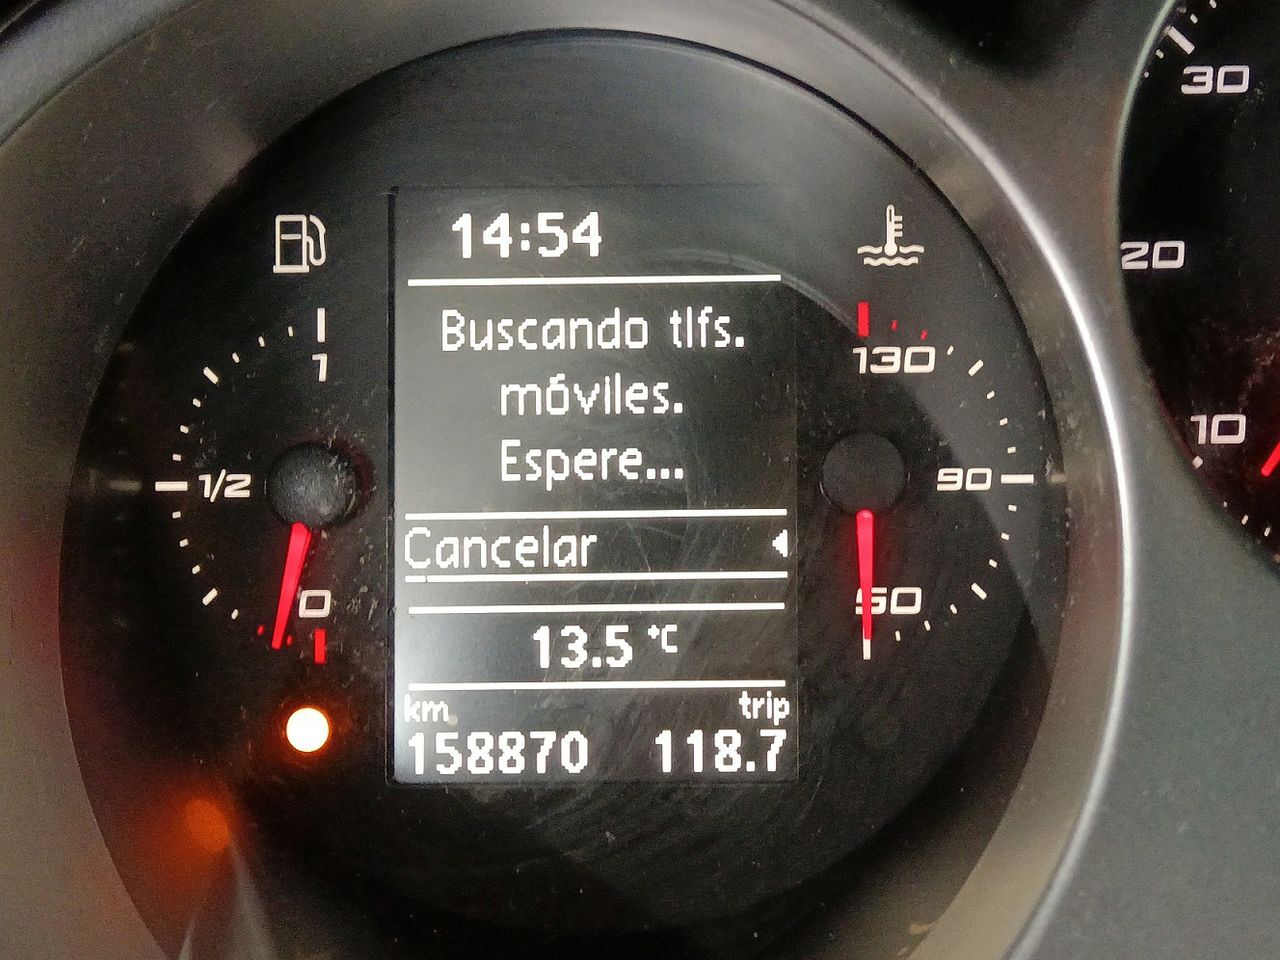 14:54
Buscando tlfs.
móviles.
Espere...
Cancelar
13.5 °C
km trip
158870 118.7
1
1/2
0
130
90
50
30
20
10